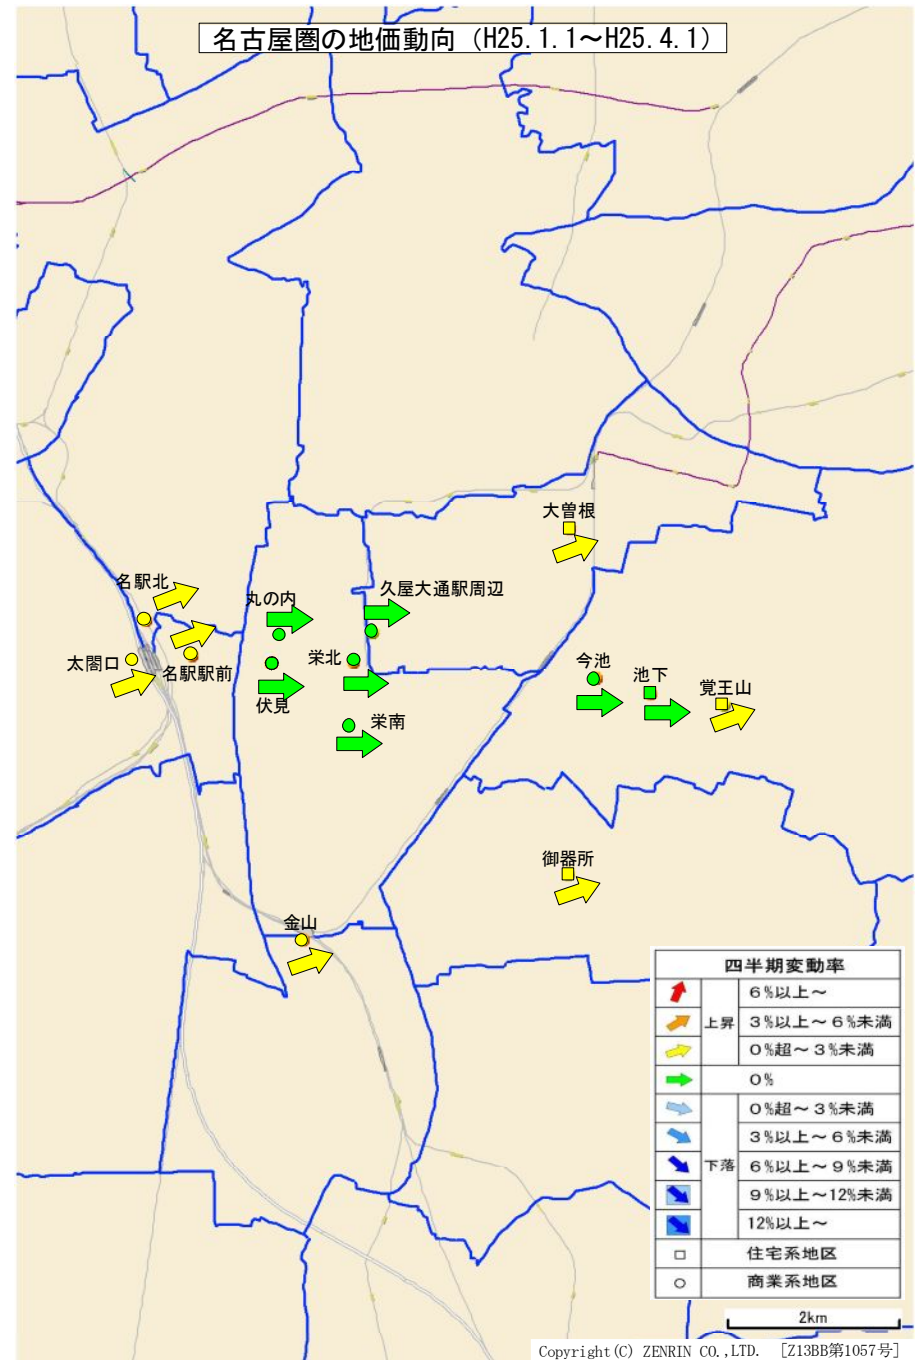 名古屋圏の地価動向（H25.1.1～H25.4.1）
大曽根
名駅北
丸の内
久屋大通駅周辺
太閤口
名駅駅前
栄北
今池
池下
覚王山
伏見
栄南
御器所
金山
四半期変動率
上昇
6%以上～
3%以上～6%未満
0%超～3%未満
0%
下落
0%超～3%未満
3%以上～6%未満
6%以上～9%未満
9%以上～12%未満
12%以上～
住宅系地区
商業系地区
2km
Copyright(C) ZENRIN CO.,LTD. [Z13BB第1057号]